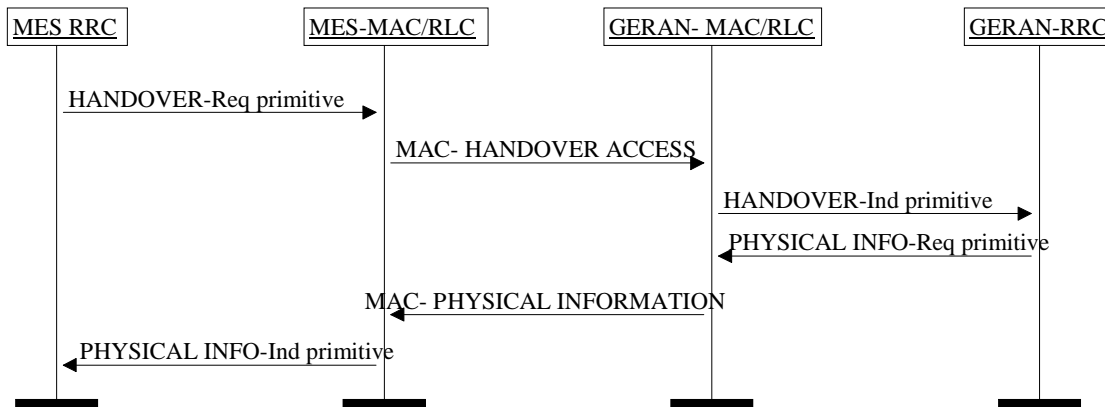 MES RRC
MES-MAC/RLC
GERAN- MAC/RLC
GERAN-RRC
HANDOVER-Req primitive
MAC- HANDOVER ACCESS
HANDOVER-Ind primitive
PHYSICAL INFO-Req primitive
MAC- PHYSICAL INFORMATION
PHYSICAL INFO-Ind primitive